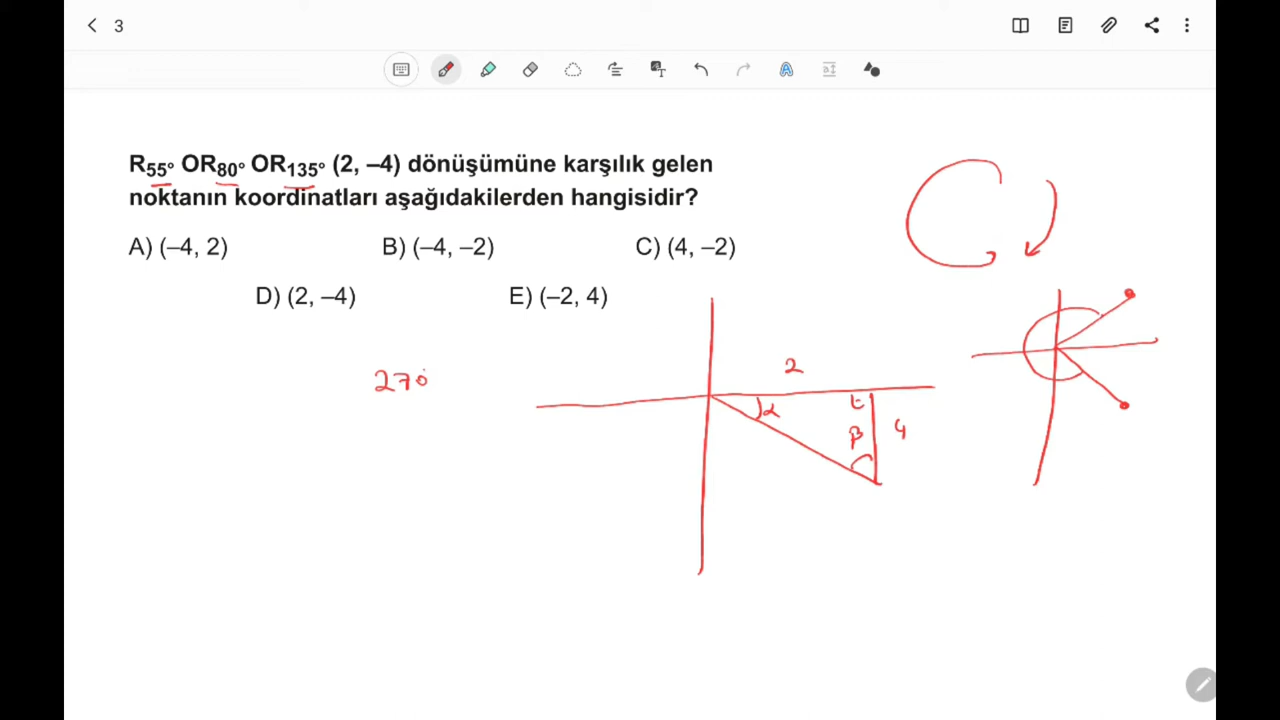 3
R55° OR80° OR135° (2, –4) dönüşümüne karşılık gelen
noktanın koordinatları aşağıdakilerden hangisidir?
A) (–4, 2) B) (–4, –2) C) (4, –2)
D) (2, –4) E) (–2, 4)
270°
2
α
β 4